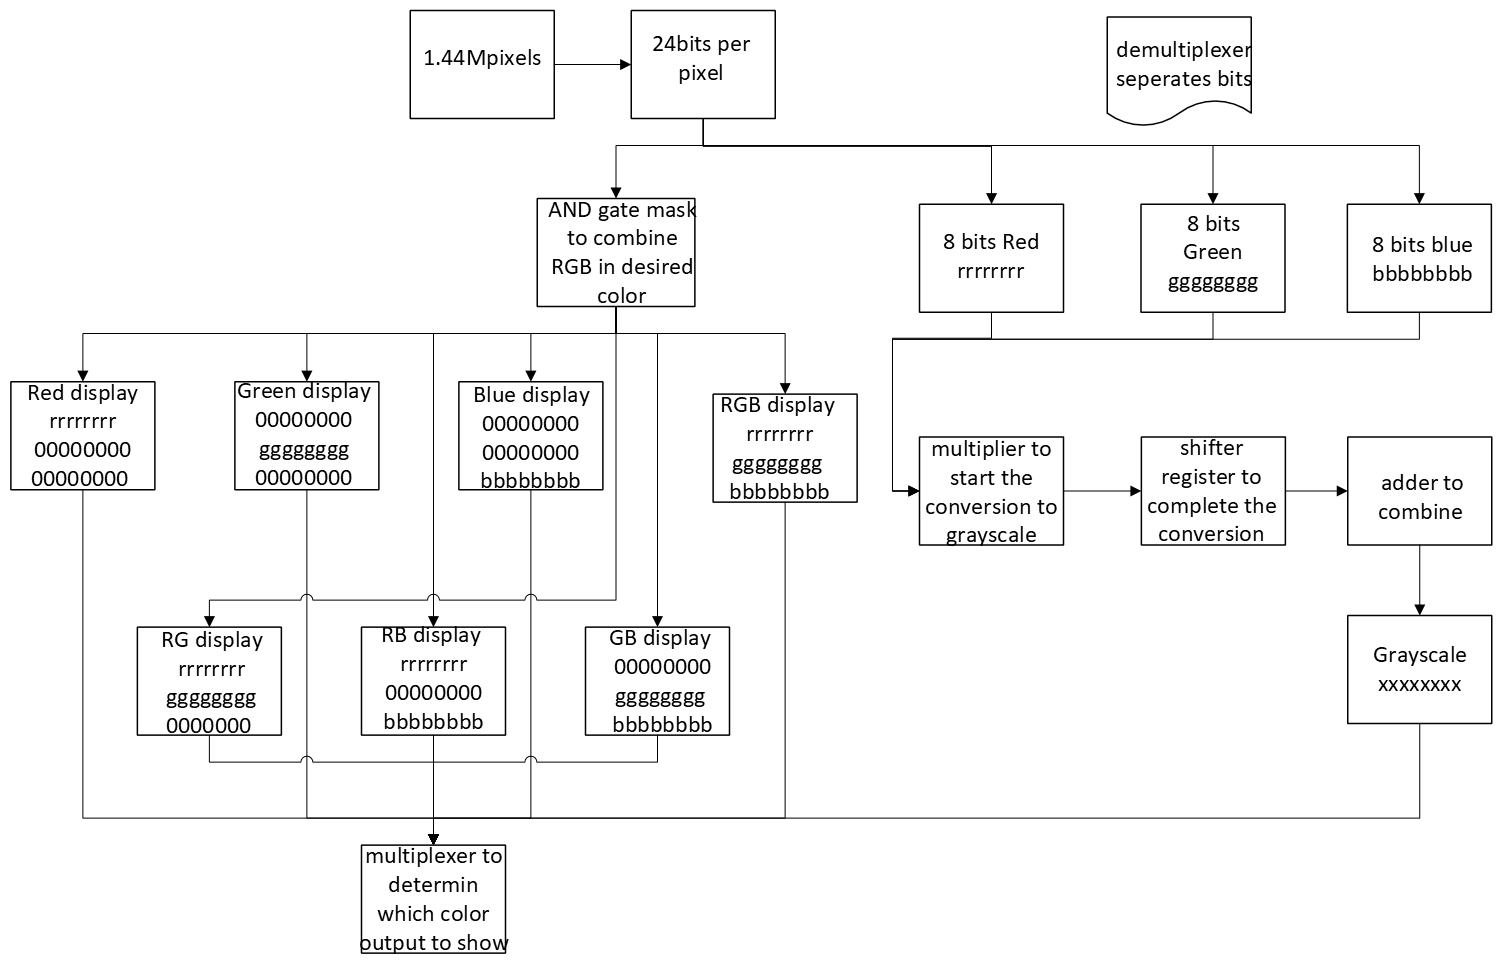 1.44Mpixels
24bits per
pixel
demultiplexer
seperates bits
AND gate mask
to combine
RGB in desired
color
8 bits Red
rrrrrrrr
8 bits
Green
gggggggg
8 bits blue
bbbbbbbb
Red display
rrrrrrrr
00000000
00000000
Green display
00000000
gggggggg
00000000
Blue display
00000000
00000000
bbbbbbbb
RGB display
rrrrrrrr
gggggggg
bbbbbbbb
multiplier to
start the
conversion to
grayscale
shifter
register to
complete the
conversion
adder to
combine
RG display
rrrrrrrr
gggggggg
0000000
RB display
rrrrrrrr
00000000
bbbbbbbb
GB display
00000000
gggggggg
bbbbbbbb
Grayscale
xxxxxxxx
multiplexer to
determin
which color
output to show